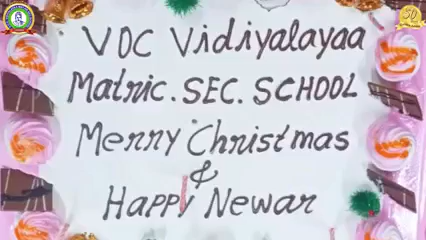 VOC Vidiyalayaa
Matric. SEC. SCHOOL
Merry Christmas
&
Happy Newar